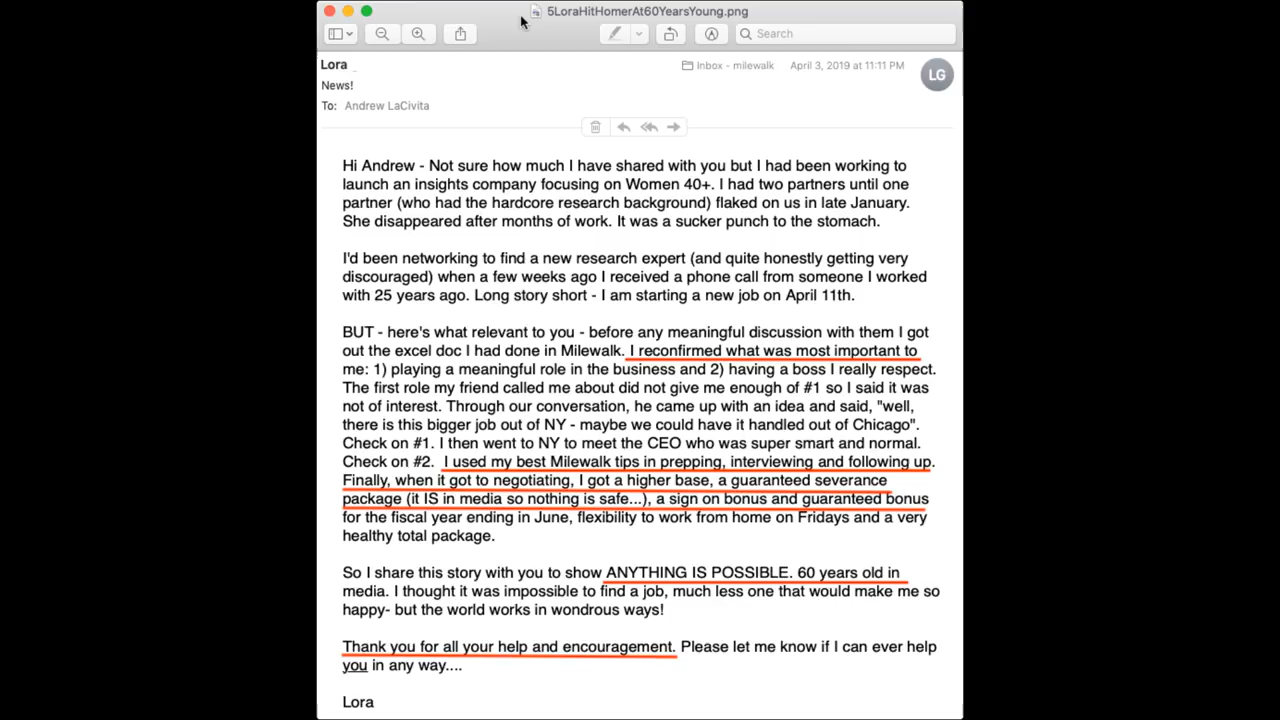 5LoraHitHomerAt60YearsYoung.png
Search
Lora
Inbox - milewalk April 3, 2019 at 11:11 PM
LG
News!
To: Andrew LaCivita
Hi Andrew - Not sure how much I have shared with you but I had been working to
launch an insights company focusing on Women 40+. I had two partners until one
partner (who had the hardcore research background) flaked on us in late January.
She disappeared after months of work. It was a sucker punch to the stomach.
I'd been networking to find a new research expert (and quite honestly getting very
discouraged) when a few weeks ago I received a phone call from someone I worked
with 25 years ago. Long story short - I am starting a new job on April 11th.
BUT - here's what relevant to you - before any meaningful discussion with them I got
out the excel doc I had done in Milewalk. I reconfirmed what was most important to
me: 1) playing a meaningful role in the business and 2) having a boss I really respect.
The first role my friend called me about did not give me enough of #1 so I said it was
not of interest. Through our conversation, he came up with an idea and said, "well,
there is this bigger job out of NY - maybe we could have it handled out of Chicago".
Check on #1. I then went to NY to meet the CEO who was super smart and normal.
Check on #2. I used my best Milewalk tips in prepping, interviewing and following up.
Finally, when it got to negotiating, I got a higher base, a guaranteed severance
package (it IS in media so nothing is safe...), a sign on bonus and guaranteed bonus
for the fiscal year ending in June, flexibility to work from home on Fridays and a very
healthy total package.
So I share this story with you to show ANYTHING IS POSSIBLE. 60 years old in
media. I thought it was impossible to find a job, much less one that would make me so
happy- but the world works in wondrous ways!
Thank you for all your help and encouragement. Please let me know if I can ever help
you in any way....
Lora